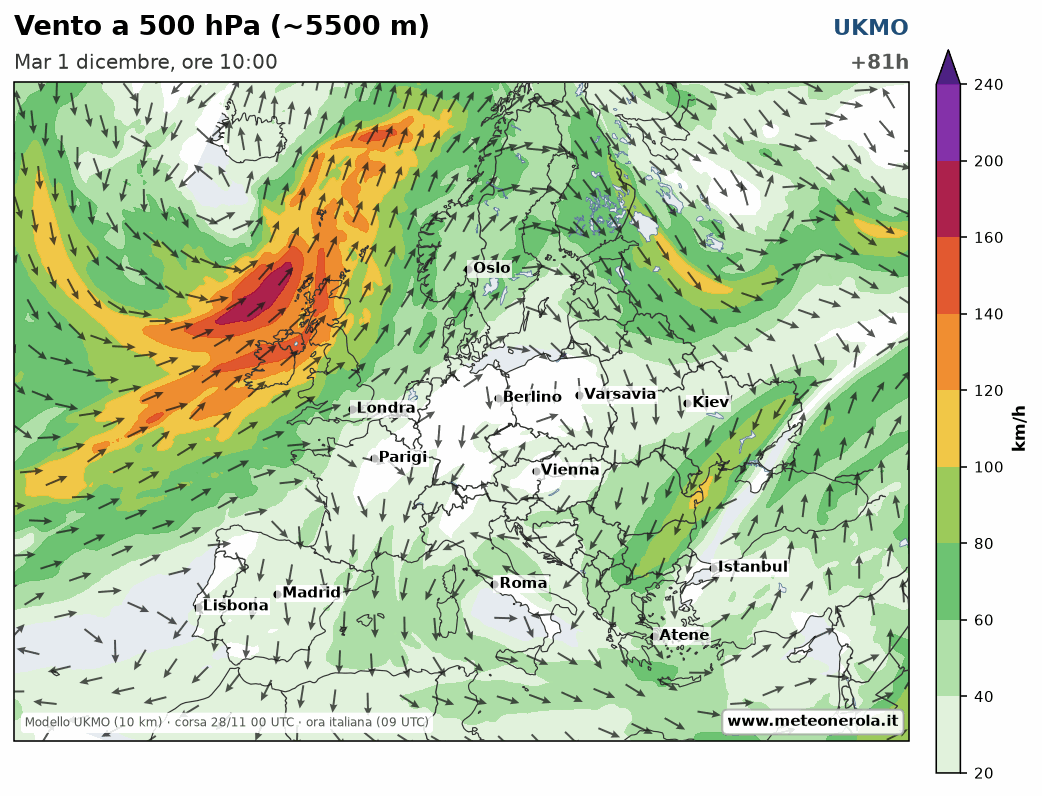 Vento a 500 hPa (~5500 m)
UKMO
Mar 1 dicembre, ore 10:00
+81h
240
200
160
140
120
100
80
60
40
20
km/h
Oslo
Berlino
Varsavia
Kiev
Londra
Parigi
Vienna
Istanbul
Roma
Madrid
Lisbona
Atene
Modello UKMO (10 km) · corsa 28/11 00 UTC · ora italiana (09 UTC)
www.meteonerola.it